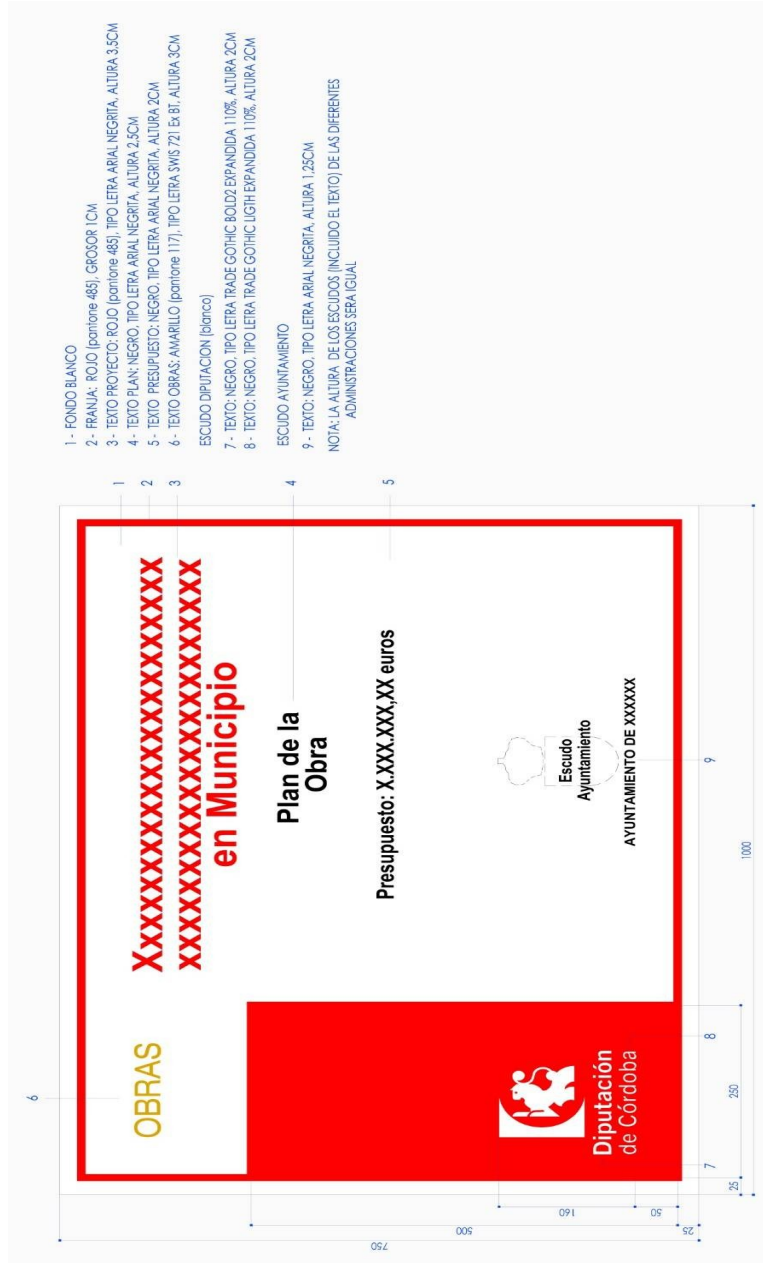 1 - FONDO BLANCO
2 - FRANJA: ROJO (pantone 485), GROSOR 1CM
3 - TEXTO PROYECTO: ROJO (pantone 485), TIPO LETRA ARIAL NEGRITA, ALTURA 3,5CM
4 - TEXTO PLAN: NEGRO, TIPO LETRA ARIAL NEGRITA, ALTURA 2,5CM
5 - TEXTO PRESUPUESTO: NEGRO, TIPO LETRA ARIAL NEGRITA, ALTURA 2CM
6 - TEXTO OBRAS: AMARILLO (pantone 117), TIPO LETRA SWIS 721 Ex BT, ALTURA 3CM
ESCUDO DIPUTACION (blanco)
7 - TEXTO: NEGRO, TIPO LETRA TRADE GOTHIC BOLD2 EXPANDIDA 110%, ALTURA 2CM
8 - TEXTO: NEGRO, TIPO LETRA TRADE GOTHIC LIGTH EXPANDIDA 110%, ALTURA 2CM
ESCUDO AYUNTAMIENTO
9 - TEXTO: NEGRO, TIPO LETRA ARIAL NEGRITA, ALTURA 1,25CM
NOTA: LA ALTURA DE LOS ESCUDOS (INCLUIDO EL TEXTO) DE LAS DIFERENTES
ADMINISTRACIONES SERA IGUAL
6
1
2
3
4
5
OBRAS
Xxxxxxxxxxxxxxxxxxxxxxx
xxxxxxxxxxxxxxxxxxxxxxx
en Municipio
Plan de la
Obra
Presupuesto: X.XXX.XXX,XX euros
Escudo
Ayuntamiento
AYUNTAMIENTO DE XXXXXX
Diputación
de Córdoba
7
8
9
25
250
1000
750
500
160
50
25